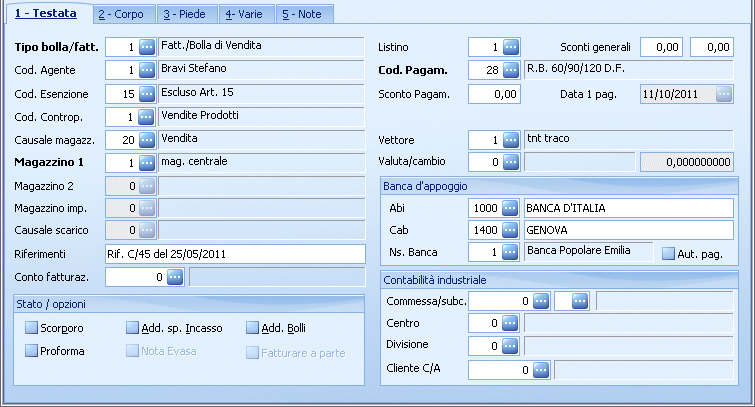 1 - Testata 2 - Corpo 3 - Piede 4- Varie 5 - Note
Tipo bolla/fatt. 1 Fatt./Bolla di Vendita
Cod. Agente 1 Bravi Stefano
Cod. Esenzione 15 Escluso Art. 15
Cod. Controp. 1 Vendite Prodotti
Causale magazz. 20 Vendita
Magazzino 1 1 mag. centrale
Magazzino 2 0
Magazzino imp. 0
Causale scarico 0
Riferimenti Rif. C/45 del 25/05/2011
Conto fatturaz. 0
Stato / opzioni
Scorporo Add. sp. Incasso Add. Bolli
Proforma Nota Evasa Fatturare a parte
Listino 1 Sconti generali 0,00 0,00
Cod. Pagam. 28 R.B. 60/90/120 D.F.
Sconto Pagam. 0,00 Data 1 pag. 11/10/2011
Vettore 1 tnt traco
Valuta/cambio 0 0,000000000
Banca d'appoggio
Abi 1000 BANCA D'ITALIA
Cab 1400 GENOVA
Ns. Banca 1 Banca Popolare Emilia Aut. pag.
Contabilità industriale
Commessa/subc. 0
Centro 0
Divisione 0
Cliente C/A 0